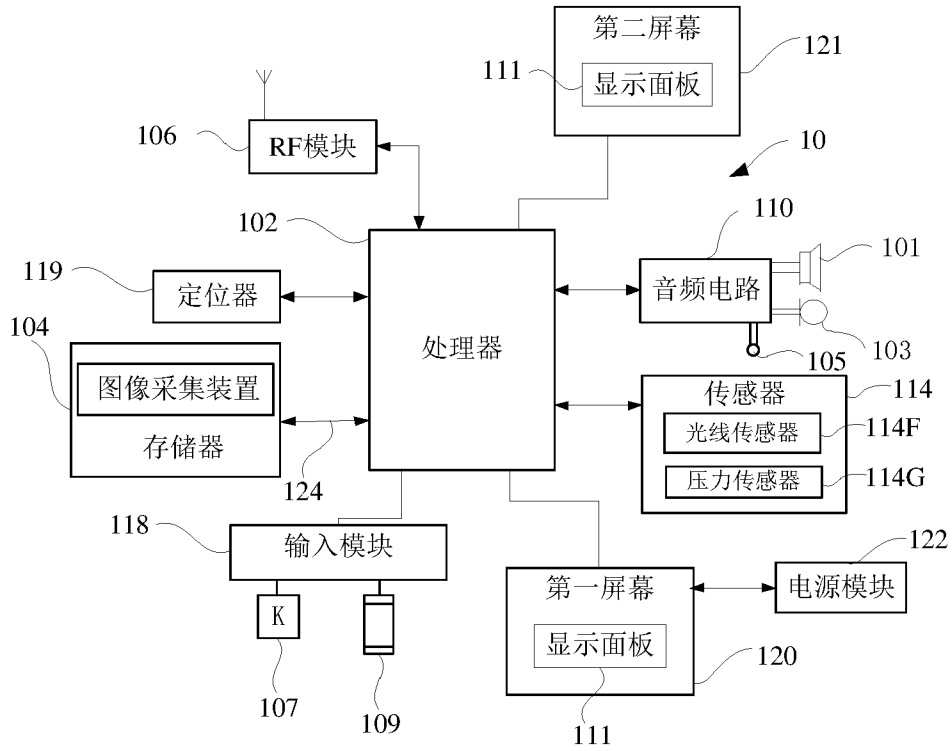 第二屏幕
121
111
显示面板
106
RF模块
10
102
110
101
119
定位器
音频电路
104
处理器
103
105
图像采集装置
存储器
传感器
114
光线传感器
114F
124
压力传感器
114G
118
输入模块
122
第一屏幕
电源模块
K
显示面板
120
107
109
111